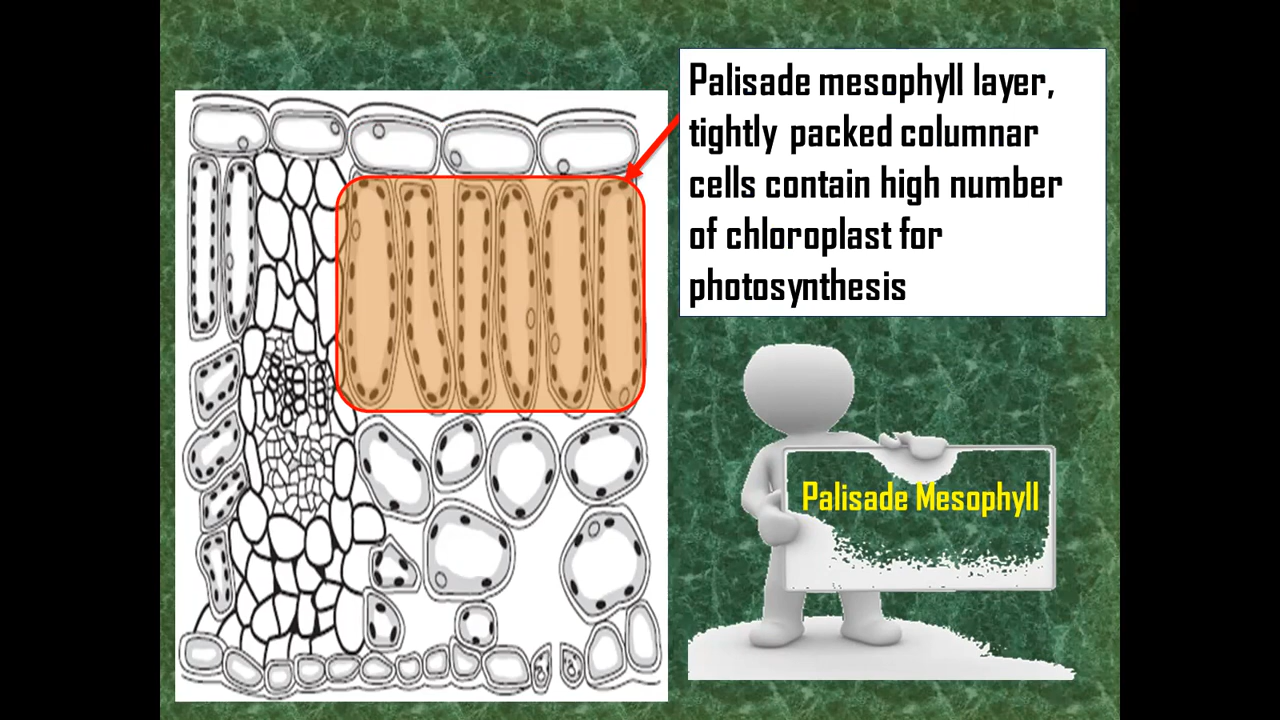 Palisade mesophyll layer,
tightly packed columnar
cells contain high number
of chloroplast for
photosynthesis
Palisade Mesophyll